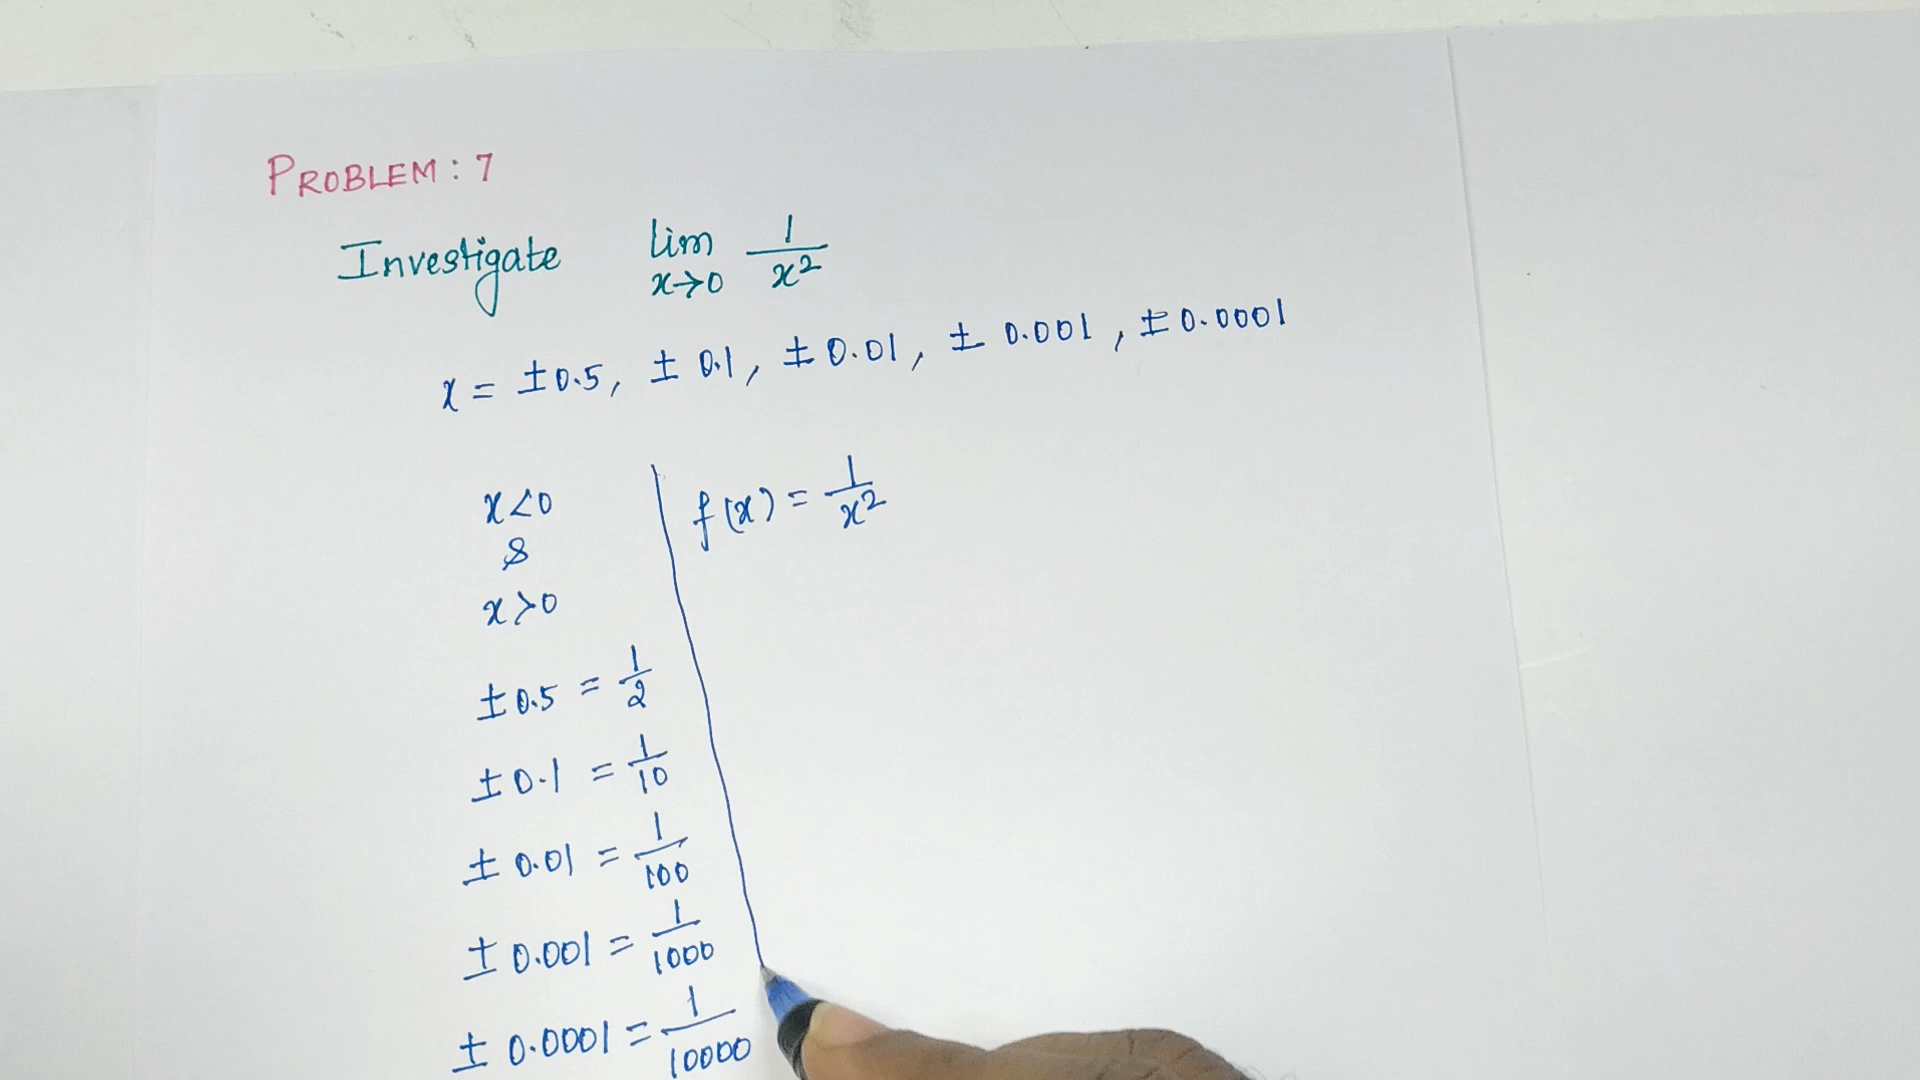 PROBLEM : 7
Investigate lim x→0 1/x²
x = ±0.5, ± 0.1, ± 0.01, ± 0.001, ± 0.0001
x<0 f(x) = 1/x²
&
x>0
±0.5 = 1/2
±0.1 = 1/10
± 0.01 = 1/100
± 0.001 = 1/1000
± 0.0001 = 1/10000